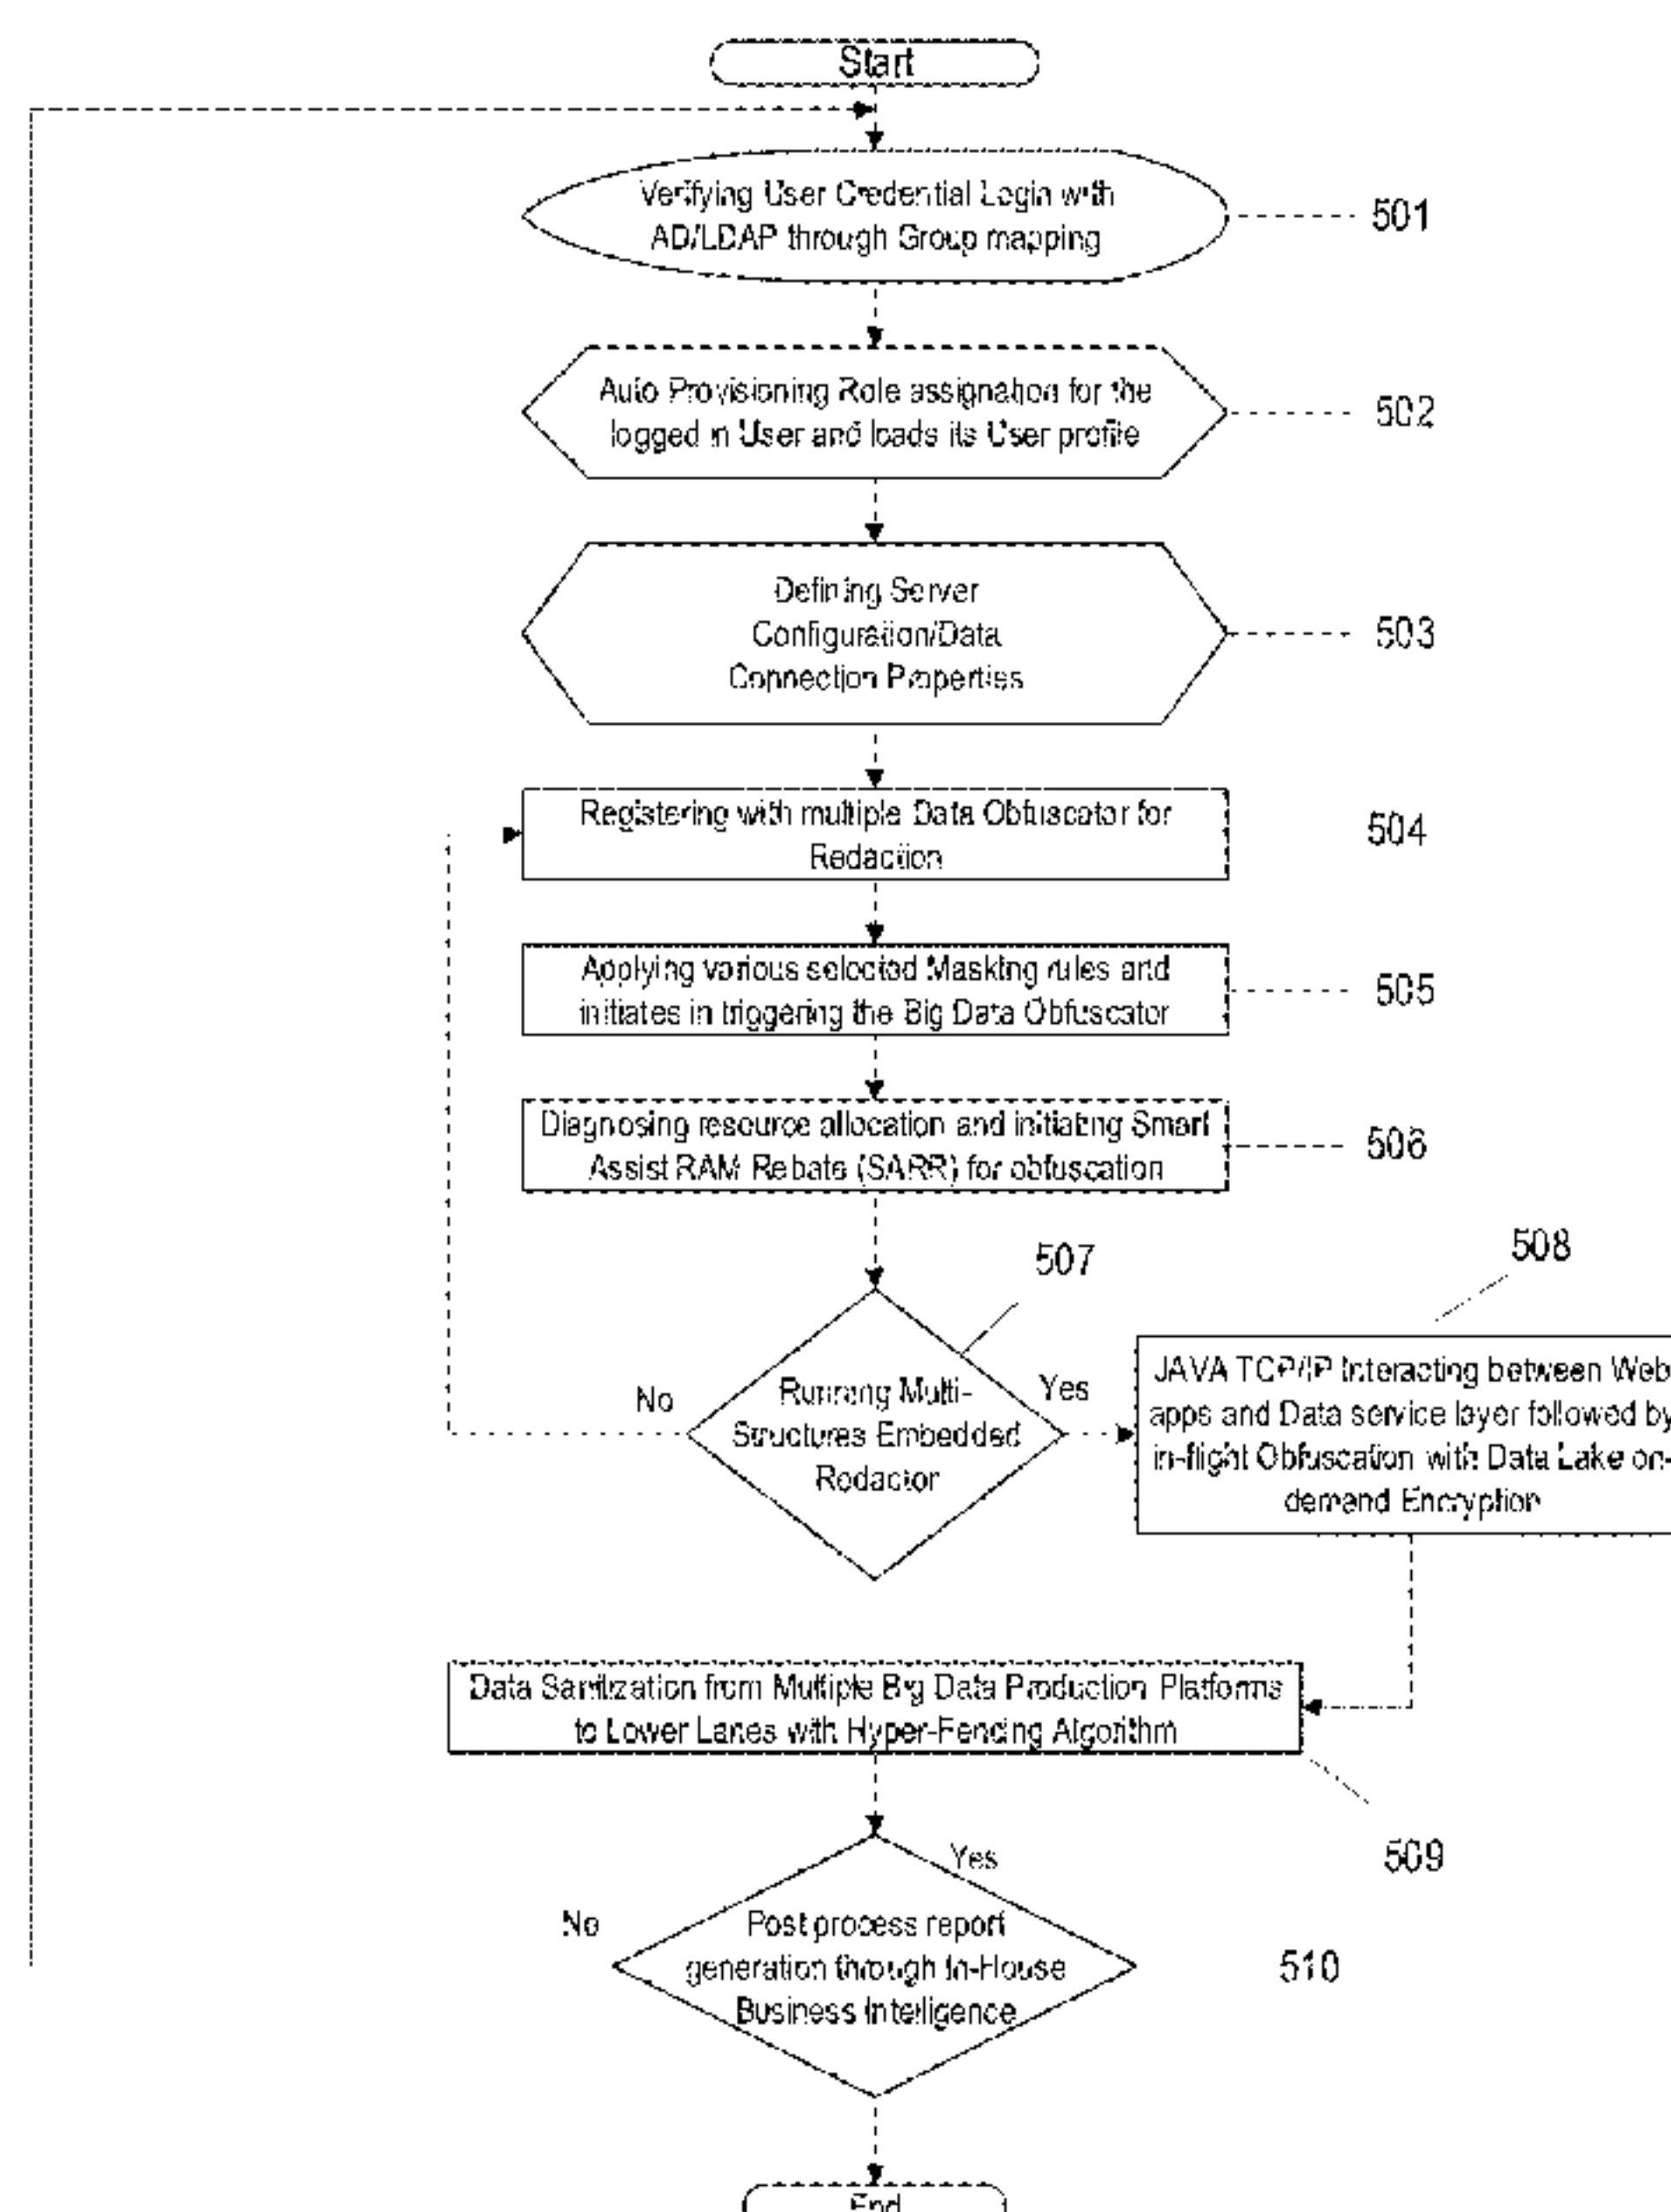 Start
Verifying User Credential Login with
AD/LDAP through Group mapping
501
Auto Provisioning Role assignation for the
logged in User and loads its User profile
502
Defining Server
Configuration/Data
Connection Properties
503
Registering with multiple Data Obfuscator for
Redaction
504
Applying various selected Masking rules and
initiates in triggering the Big Data Obfuscator
505
Diagnosing resource allocation and initiating Smart
Assist RAM Rebate (SARR) for obfuscation
506
507
508
No
Running Multi-
Structures Embedded
Redactor
Yes
JAVA TCP/IP Interacting between Web
apps and Data service layer followed by
in-flight Obfuscation with Data Lake on-
demand Encryption
Data Sanitization from Multiple Big Data Production Platforms
to Lower Lanes with Hyper-Fencing Algorithm
509
Yes
No
Post process report
generation through In-House
Business Intelligence
510
End